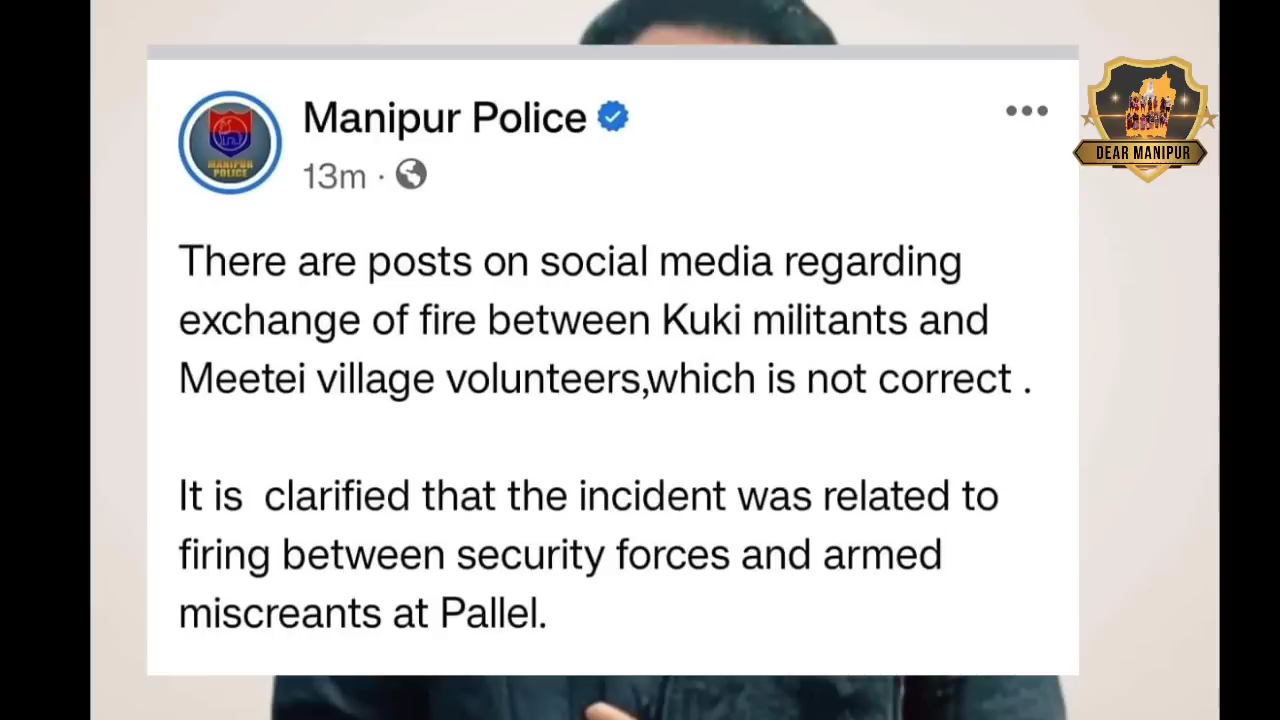 Manipur Police
13m ·
MANIPUR
POLICE
There are posts on social media regarding
exchange of fire between Kuki militants and
Meetei village volunteers,which is not correct .
It is  clarified that the incident was related to
firing between security forces and armed
miscreants at Pallel.
DEAR MANIPUR